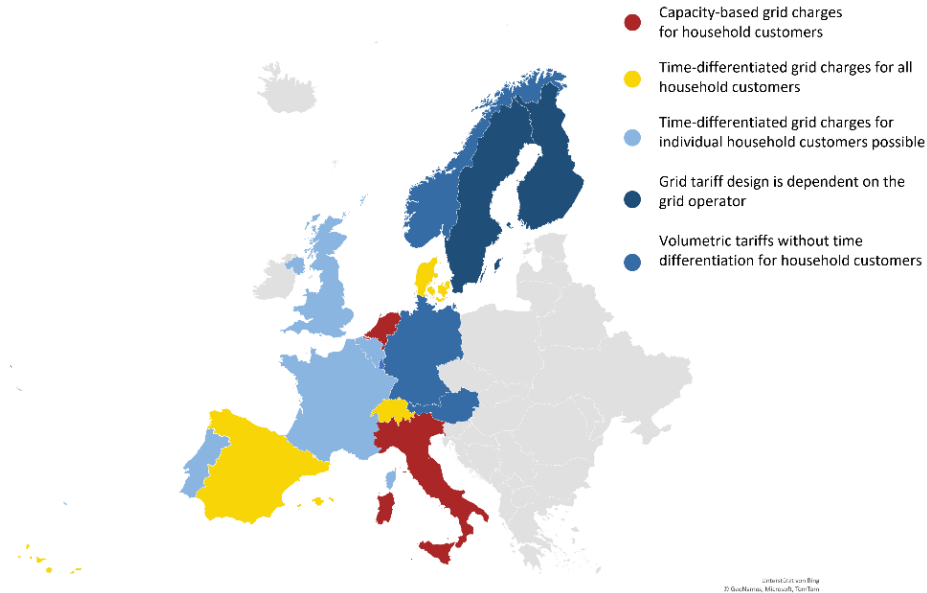 Capacity-based grid charges
for household customers
Time-differentiated grid charges for all
household customers
Time-differentiated grid charges for
individual household customers possible
Grid tariff design is dependent on the
grid operator
Volumetric tariffs without time
differentiation for household customers
Unterstützt von Bing
© GeoNames, Microsoft, TomTom